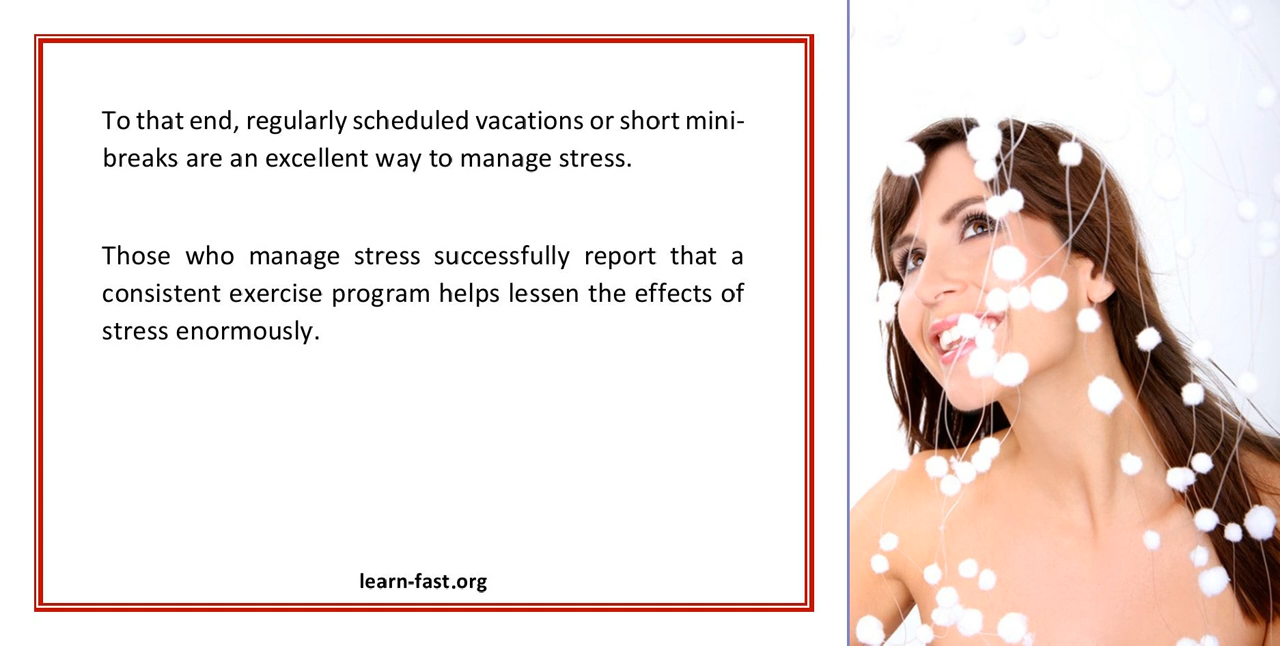 To that end, regularly scheduled vacations or short mini-
breaks are an excellent way to manage stress.
Those who manage stress successfully report that a
consistent exercise program helps lessen the effects of
stress enormously.
learn-fast.org